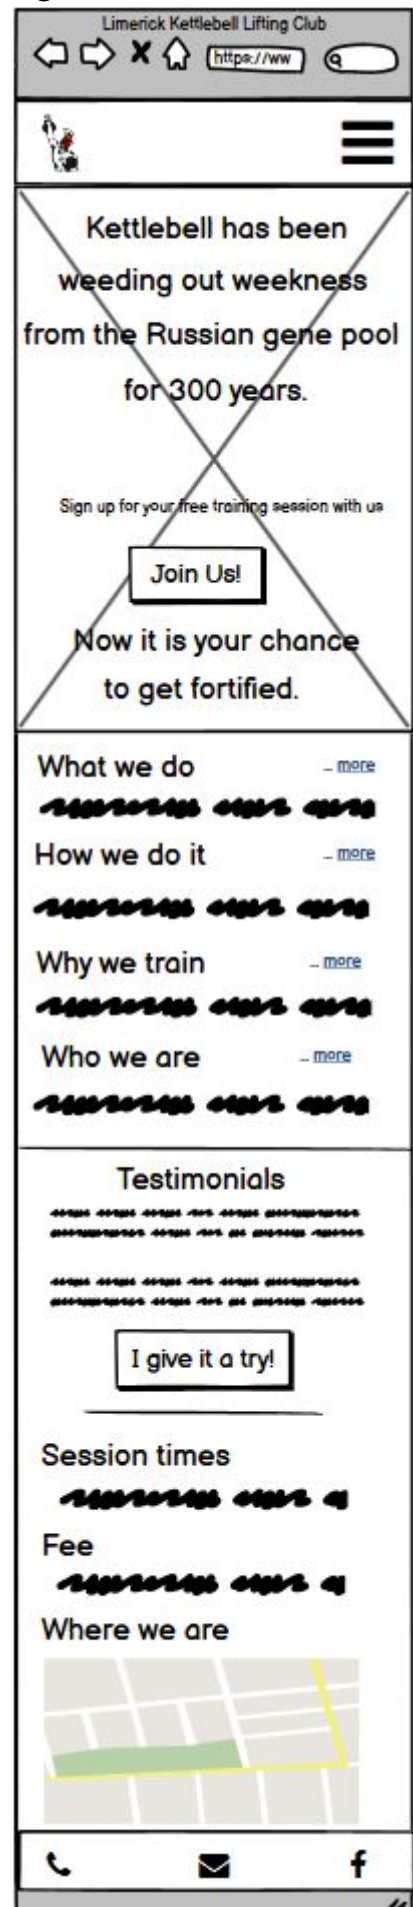 Limerick Kettlebell Lifting Club
https://ww
Kettlebell has been
weeding out weekness
from the Russian gene pool
for 300 years.
Sign up for your free training session with us
Join Us!
Now it is your chance
to get fortified.
What we do ... more
How we do it ... more
Why we train ... more
Who we are ... more
Testimonials
I give it a try!
Session times
Fee
Where we are